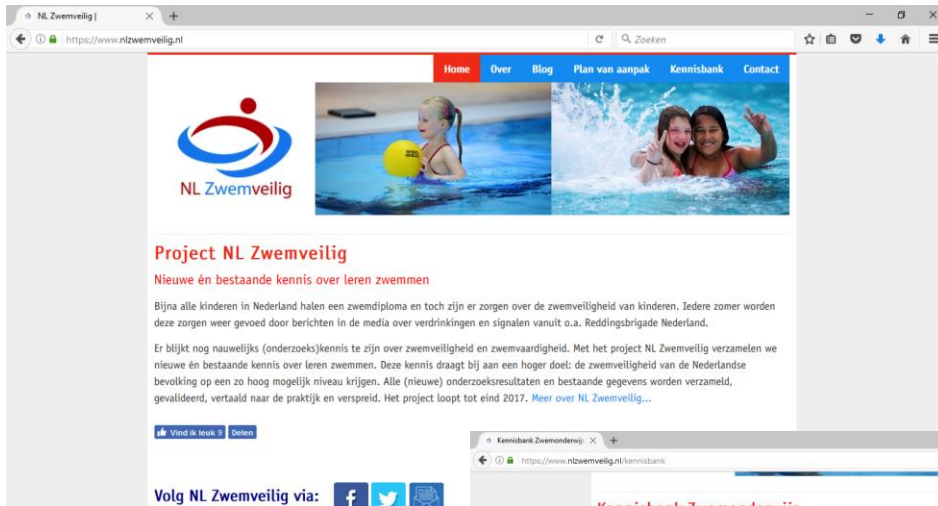 NL Zwemveilig |
https://www.nlzwemveilig.nl
Zoeken
Home Over Blog Plan van aanpak Kennisbank Contact
NL Zwemveilig
Project NL Zwemveilig
Nieuwe én bestaande kennis over leren zwemmen
Bijna alle kinderen in Nederland halen een zwemdiploma en toch zijn er zorgen over de zwemveiligheid van kinderen. Iedere zomer worden
deze zorgen weer gevoed door berichten in de media over verdrinkingen en signalen vanuit o.a. Reddingsbrigade Nederland.
Er blijkt nog nauwelijks (onderzoeks)kennis te zijn over zwemveiligheid en zwemvaardigheid. Met het project NL Zwemveilig verzamelen we
nieuwe én bestaande kennis over leren zwemmen. Deze kennis draagt bij aan een hoger doel: de zwemveiligheid van de Nederlandse
bevolking op een zo hoog mogelijk niveau krijgen. Alle (nieuwe) onderzoeksresultaten en bestaande gegevens worden verzameld,
gevalideerd, vertaald naar de praktijk en verspreid. Het project loopt tot eind 2017. Meer over NL Zwemveilig...
Vind ik leuk 9 Delen
Volg NL Zwemveilig via:
Kennisbank Zwemonderwij
https://www.nlzwemveilig.nl/kennisbank